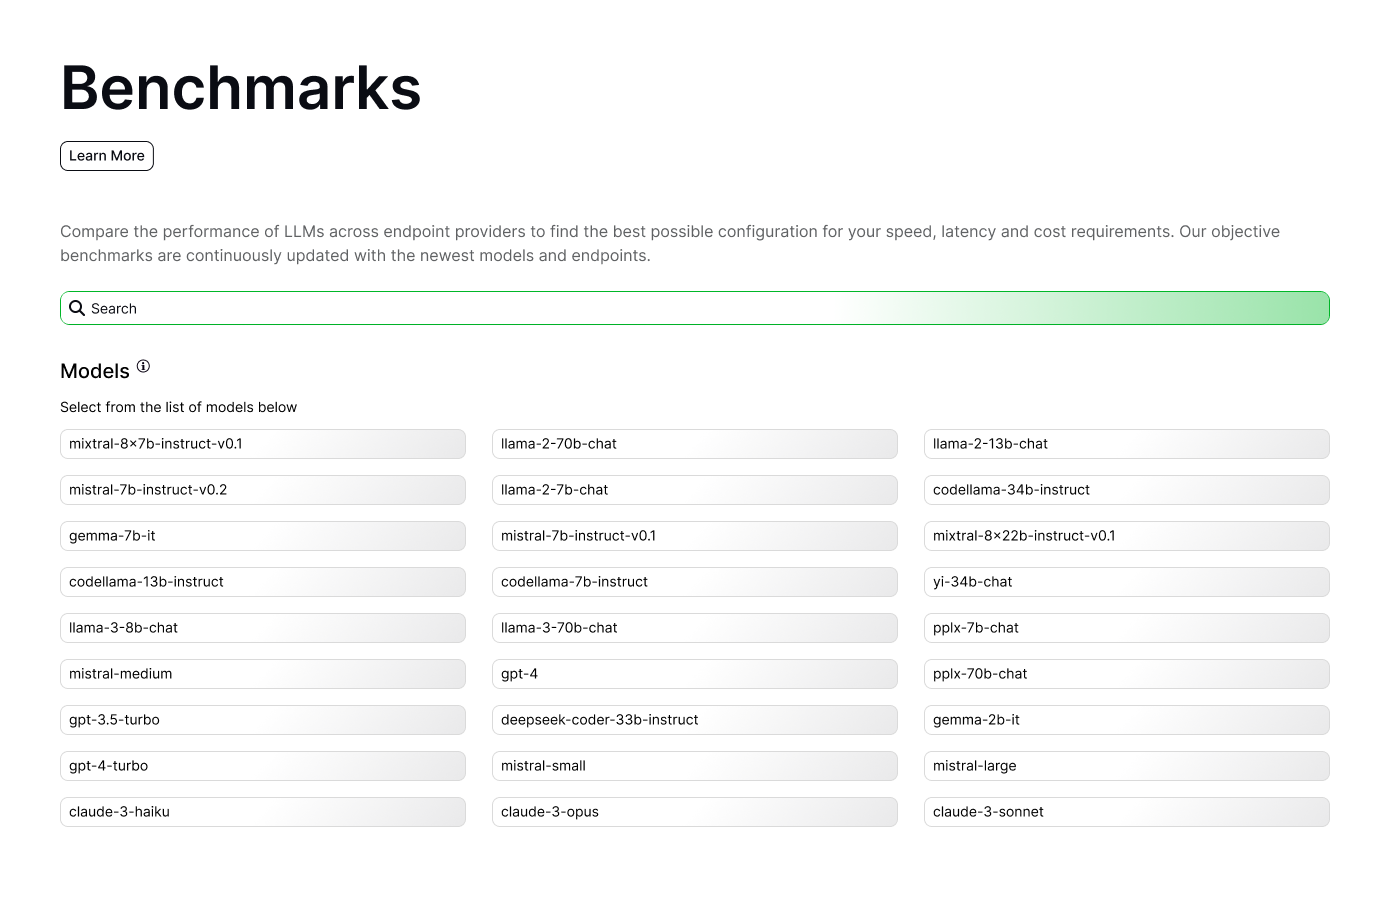 Benchmarks
Learn More
Compare the performance of LLMs across endpoint providers to find the best possible configuration for your speed, latency and cost requirements. Our objective
benchmarks are continuously updated with the newest models and endpoints.
Search
Models
Select from the list of models below
mixtral-8x7b-instruct-v0.1
llama-2-70b-chat
llama-2-13b-chat
mistral-7b-instruct-v0.2
llama-2-7b-chat
codellama-34b-instruct
gemma-7b-it
mistral-7b-instruct-v0.1
mixtral-8x22b-instruct-v0.1
codellama-13b-instruct
codellama-7b-instruct
yi-34b-chat
llama-3-8b-chat
llama-3-70b-chat
pplx-7b-chat
mistral-medium
gpt-4
pplx-70b-chat
gpt-3.5-turbo
deepseek-coder-33b-instruct
gemma-2b-it
gpt-4-turbo
mistral-small
mistral-large
claude-3-haiku
claude-3-opus
claude-3-sonnet